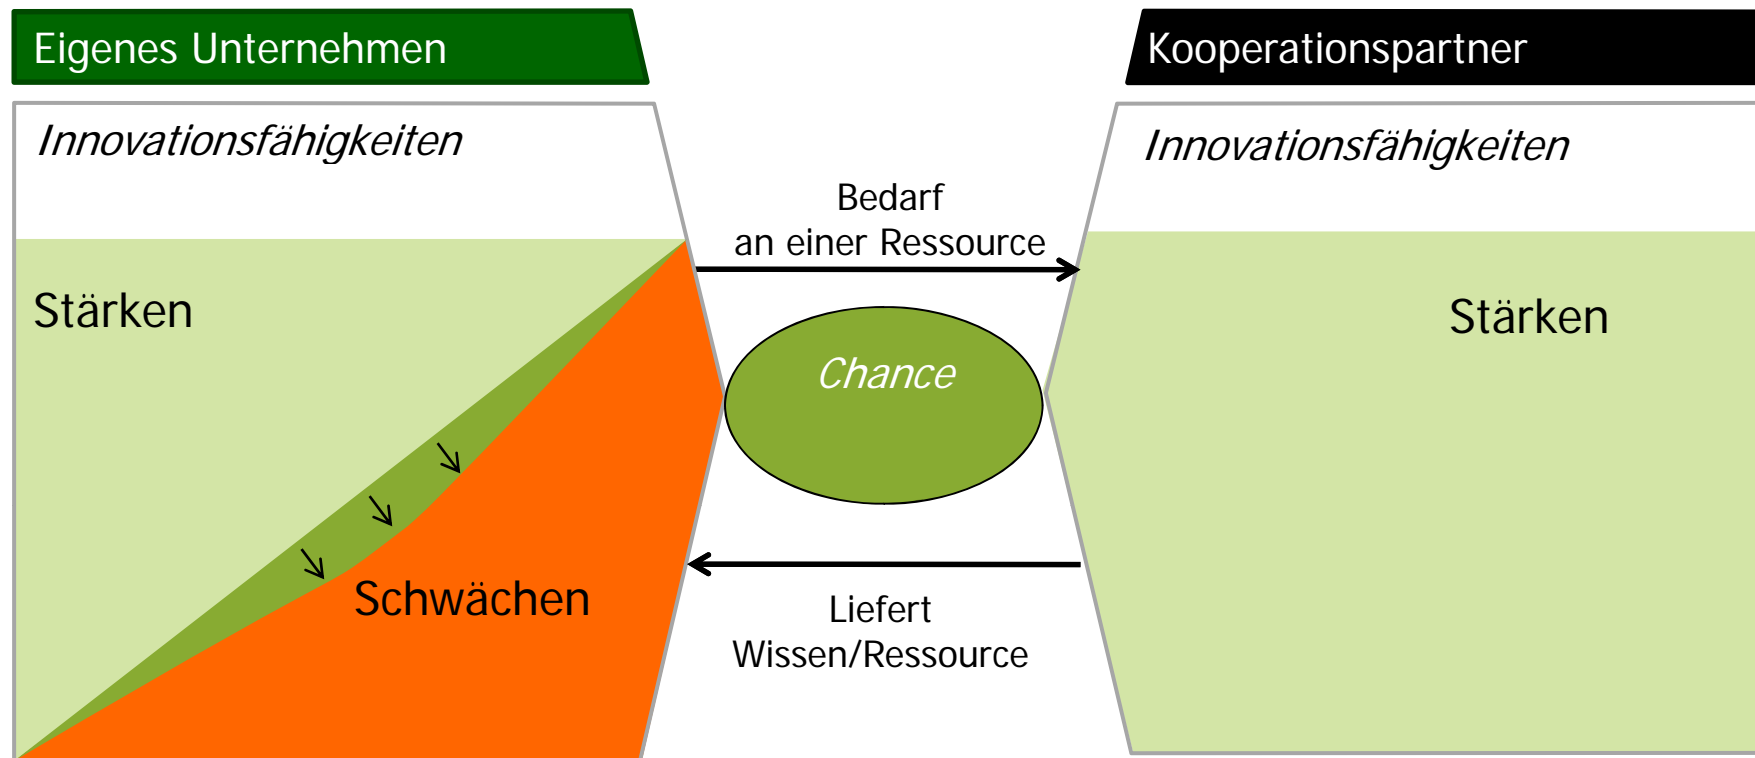 Eigenes Unternehmen
Kooperationspartner
Innovationsfähigkeiten
Innovationsfähigkeiten
Bedarf
an einer Ressource
Stärken
Stärken
Chance
Schwächen
Liefert
Wissen/Ressource